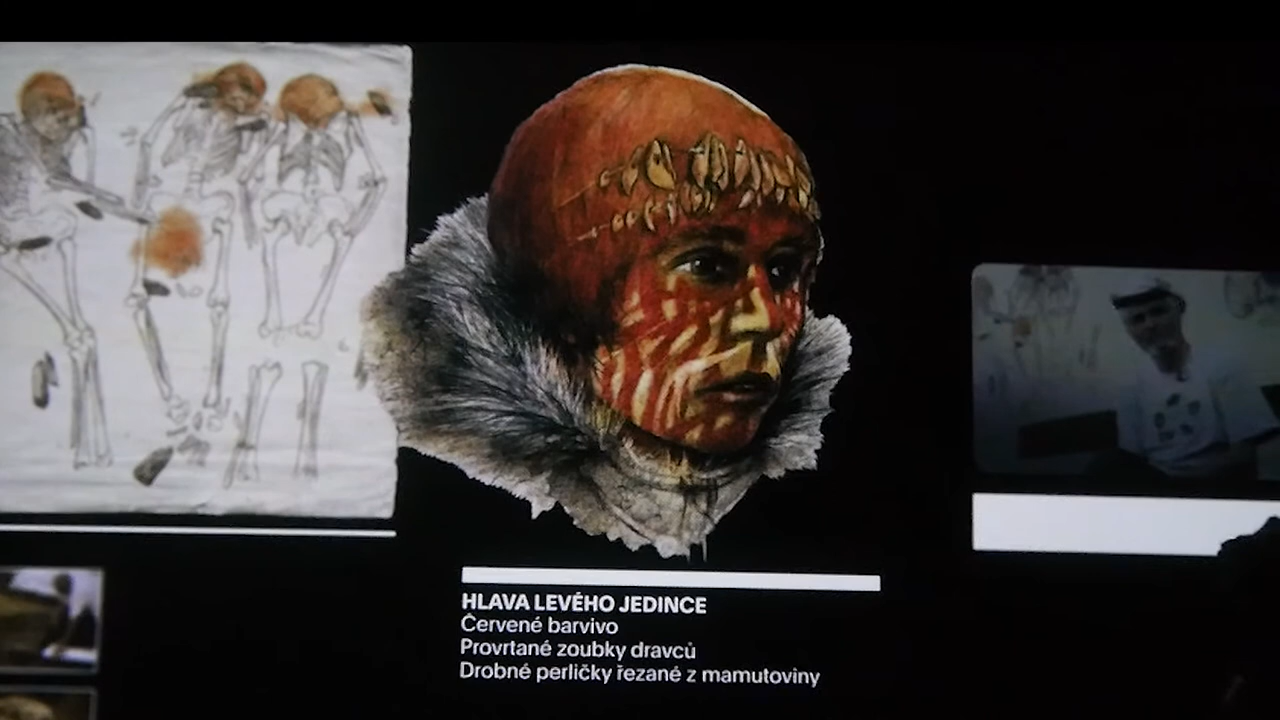 HLAVA LEVÉHO JEDINCE
Červené barvivo
Provrtané zoubky dravců
Drobné perličky řezané z mamutoviny